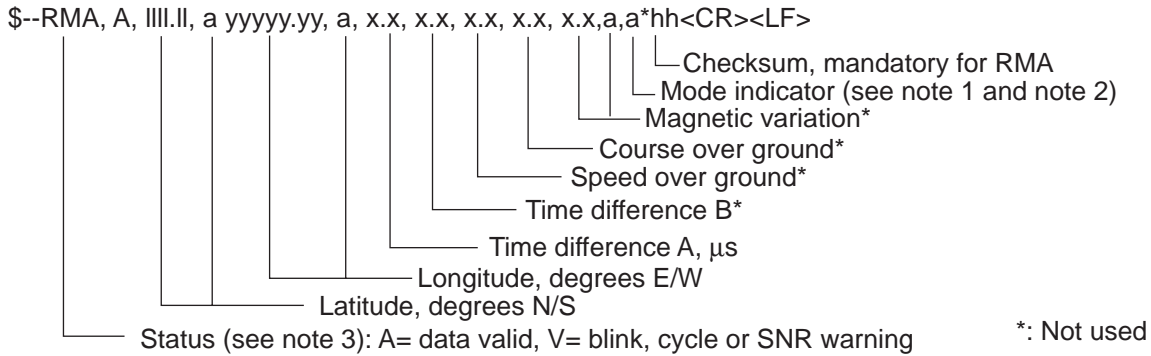 $--RMA, A, llll.ll, a yyyyy.yy, a, x.x, x.x, x.x, x.x, x.x,a,a*hh<CR><LF>
Checksum, mandatory for RMA
Mode indicator (see note 1 and note 2)
Magnetic variation*
Course over ground*
Speed over ground*
Time difference B*
Time difference A, μs
Longitude, degrees E/W
Latitude, degrees N/S
Status (see note 3): A= data valid, V= blink, cycle or SNR warning
*: Not used